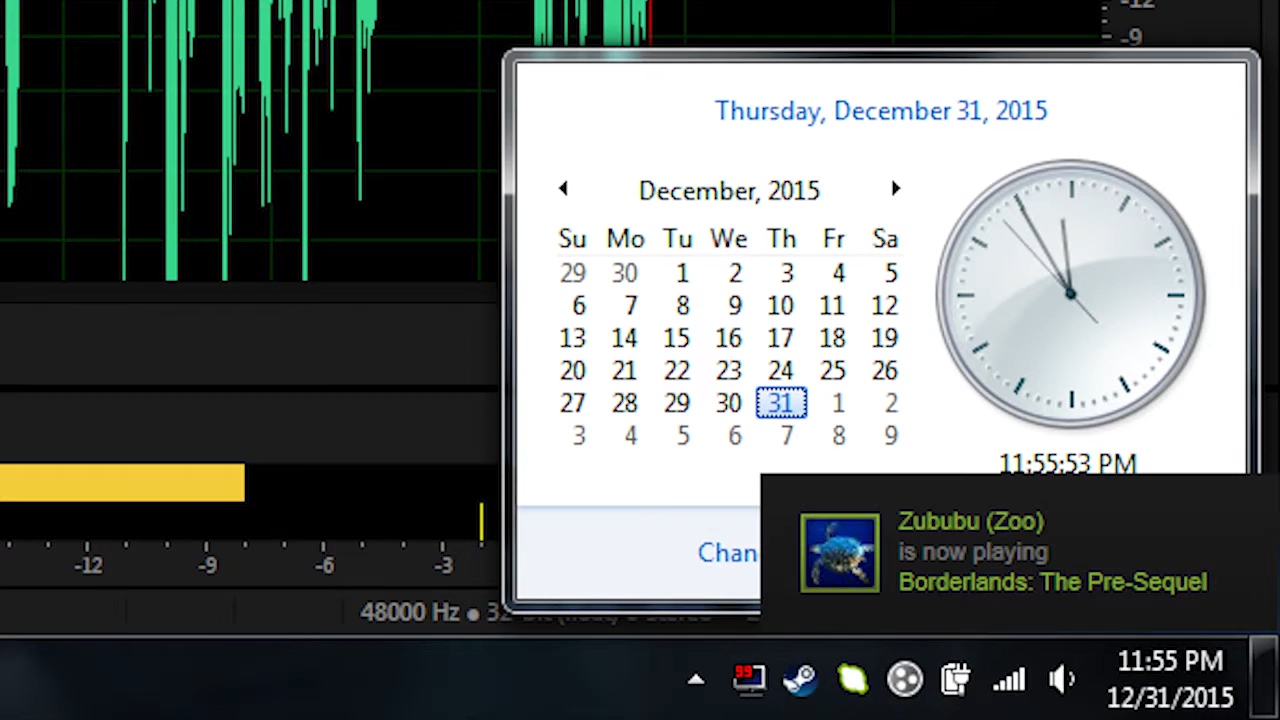 -12
-9
Thursday, December 31, 2015
December, 2015
Su Mo Tu We Th Fr Sa
29 30 1 2 3 4 5
6 7 8 9 10 11 12
13 14 15 16 17 18 19
20 21 22 23 24 25 26
27 28 29 30 31 1 2
3 4 5 6 7 8 9
11:55:53 PM
Chan
Zububu (Zoo)
is now playing
Borderlands: The Pre-Sequel
-12 -9 -6 -3
48000 Hz ●
99
11:55 PM
12/31/2015